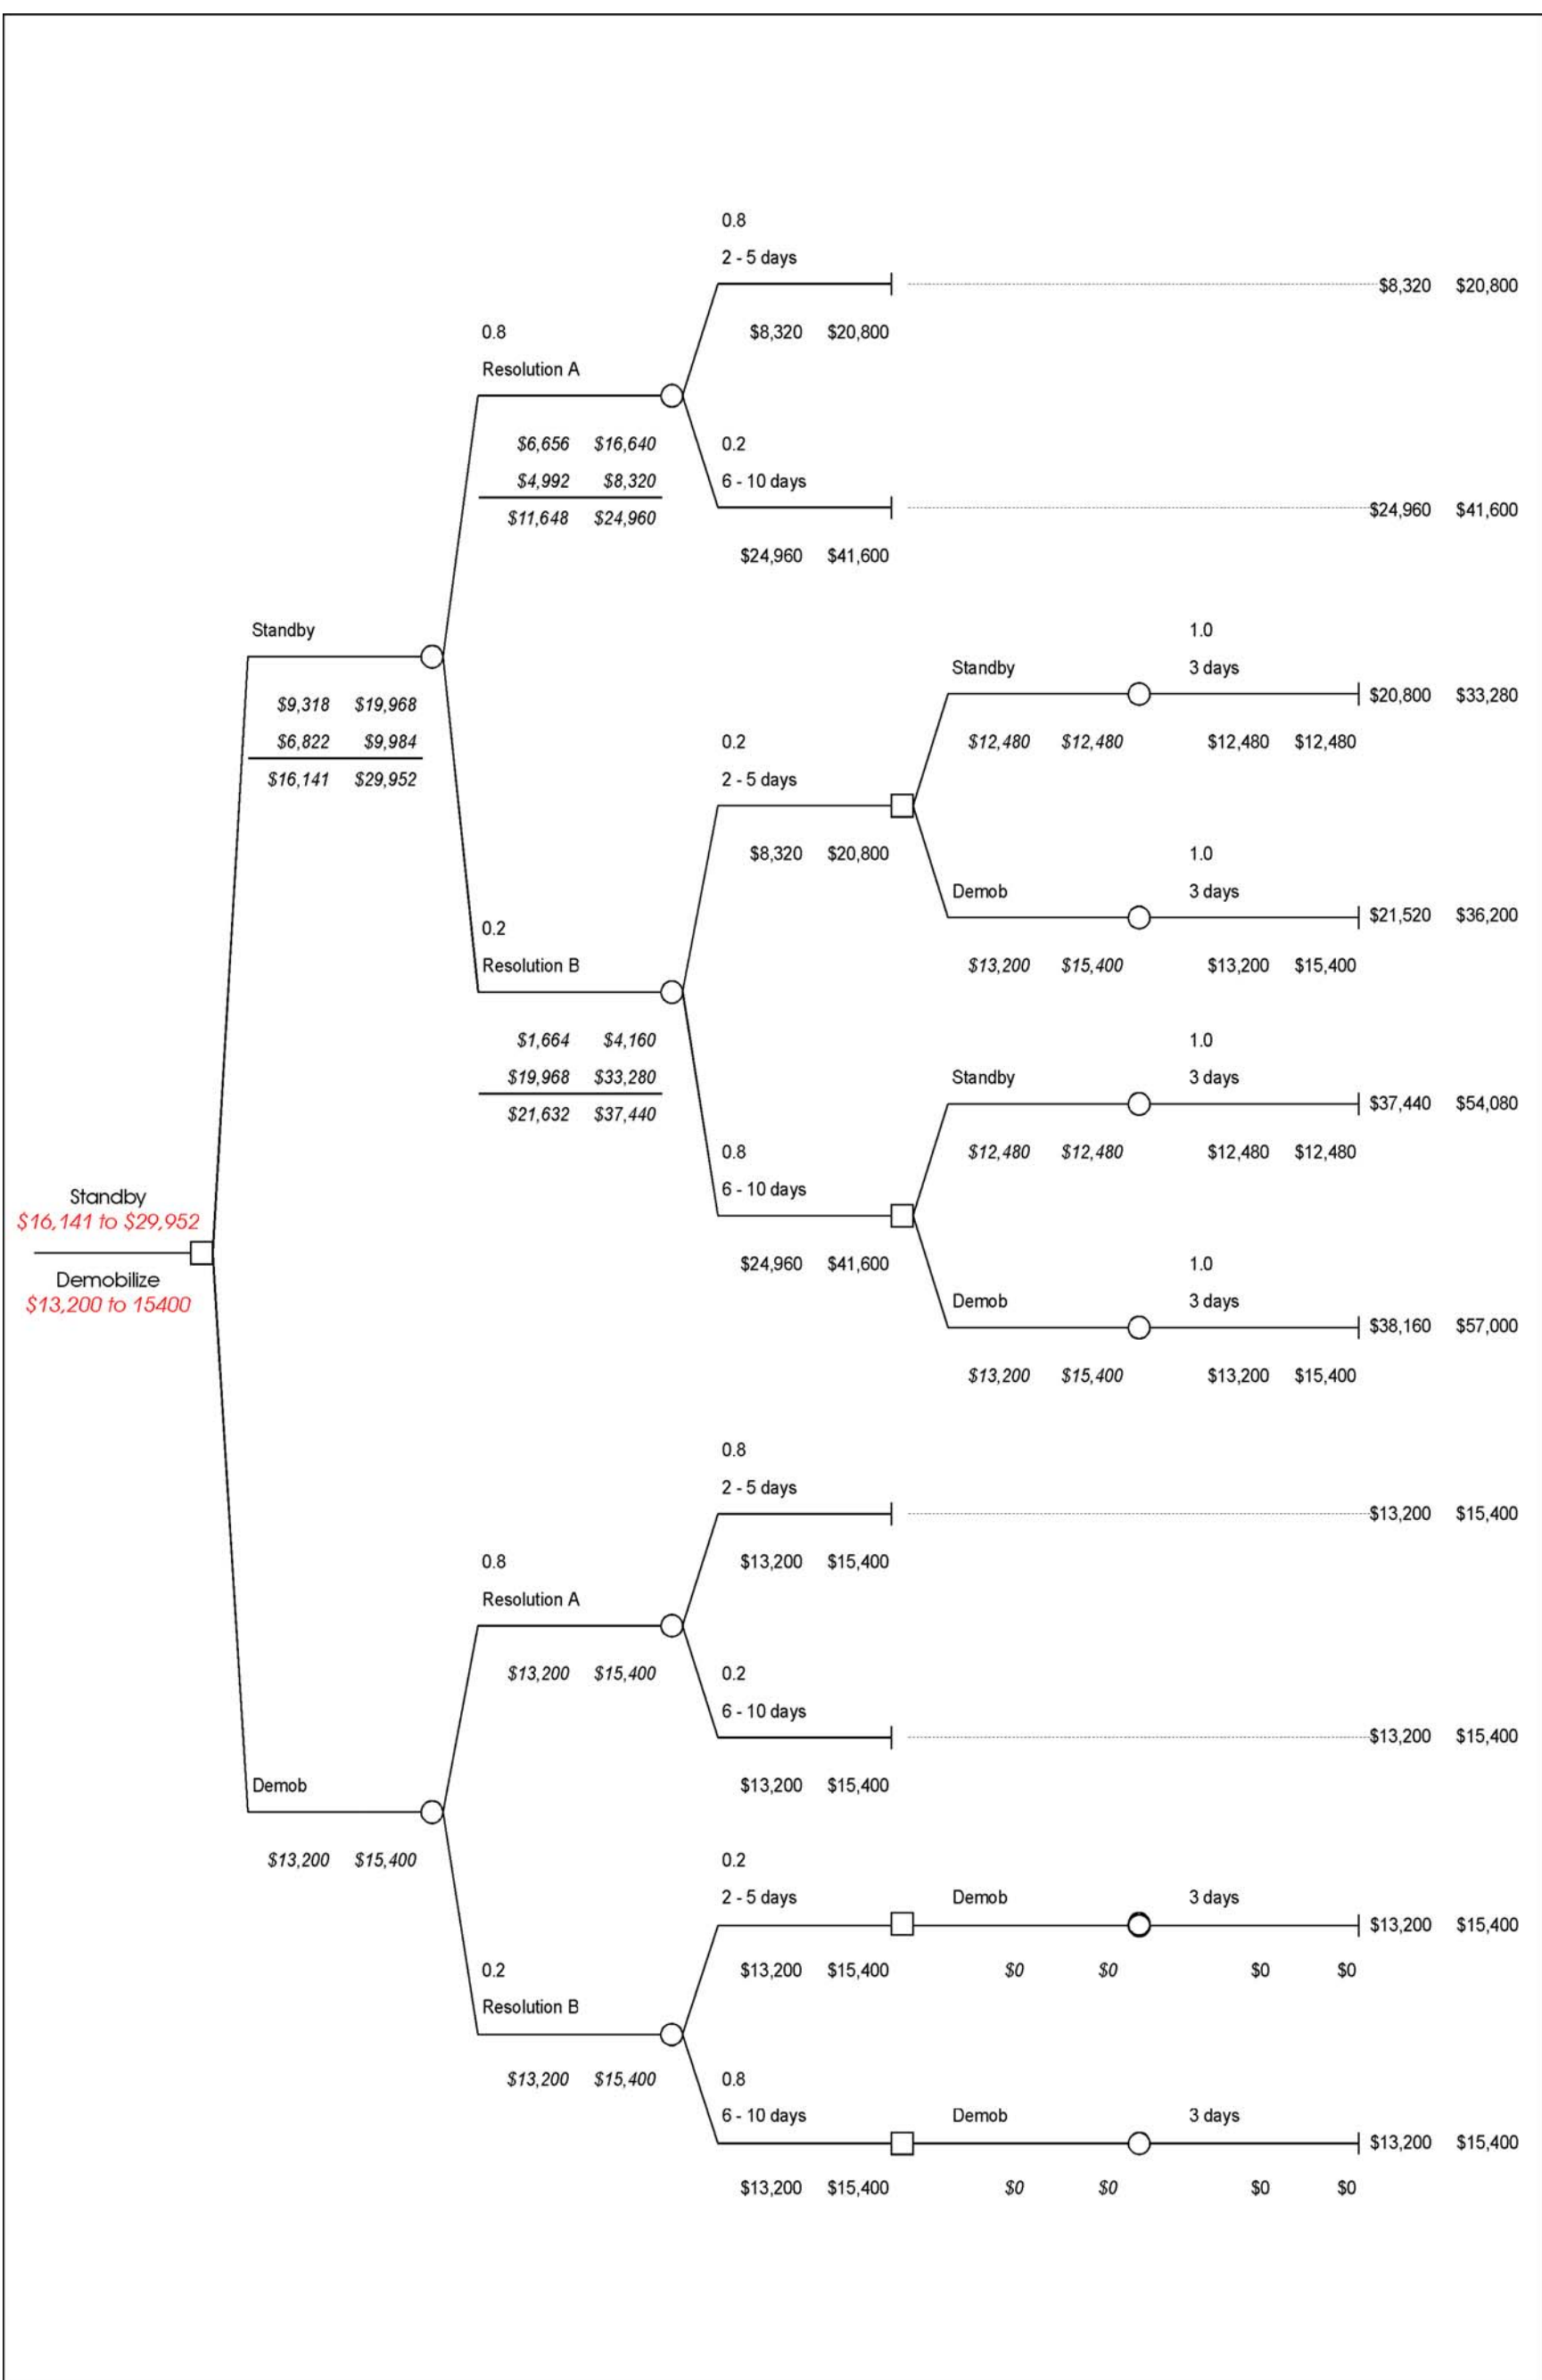 0.8
2 - 5 days
$8,320 $20,800
$8,320 $20,800
0.8
Resolution A
$6,656 $16,640
$4,992 $8,320
$11,648 $24,960
0.2
6 - 10 days
$24,960 $41,600
$24,960 $41,600
Standby
$9,318 $19,968
$6,822 $9,984
$16,141 $29,952
0.2
2 - 5 days
$8,320 $20,800
Standby
$12,480 $12,480
1.0
3 days
$12,480 $12,480
$20,800 $33,280
Demob
$13,200 $15,400
1.0
3 days
$13,200 $15,400
$21,520 $36,200
0.2
Resolution B
$1,664 $4,160
$19,968 $33,280
$21,632 $37,440
0.8
6 - 10 days
$24,960 $41,600
Standby
$12,480 $12,480
1.0
3 days
$12,480 $12,480
$37,440 $54,080
Demob
$13,200 $15,400
1.0
3 days
$13,200 $15,400
$38,160 $57,000
Standby
$16,141 to $29,952
Demobilize
$13,200 to 15400
0.8
2 - 5 days
$13,200 $15,400
$13,200 $15,400
0.8
Resolution A
$13,200 $15,400
0.2
6 - 10 days
$13,200 $15,400
$13,200 $15,400
Demob
$13,200 $15,400
0.2
2 - 5 days
$13,200 $15,400
Demob
$0 $0
3 days
$0 $0
$13,200 $15,400
0.2
Resolution B
$13,200 $15,400
0.8
6 - 10 days
$13,200 $15,400
Demob
$0 $0
3 days
$0 $0
$13,200 $15,400